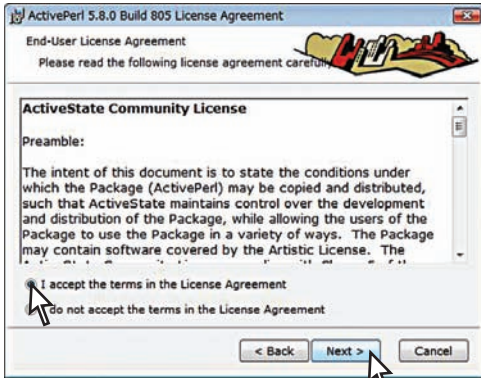 ActivePerl 5.8.0 Build 805 License Agreement
End-User License Agreement
Please read the following license agreement carefully
ActiveState Community License
Preamble:
The intent of this document is to state the conditions under
which the Package (ActivePerl) may be copied and distributed,
such that ActiveState maintains control over the development
and distribution of the Package, while allowing the users of the
Package to use the Package in a variety of ways. The Package
may contain software covered by the Artistic License. The
I accept the terms in the License Agreement
do not accept the terms in the License Agreement
< Back
Next >
Cancel